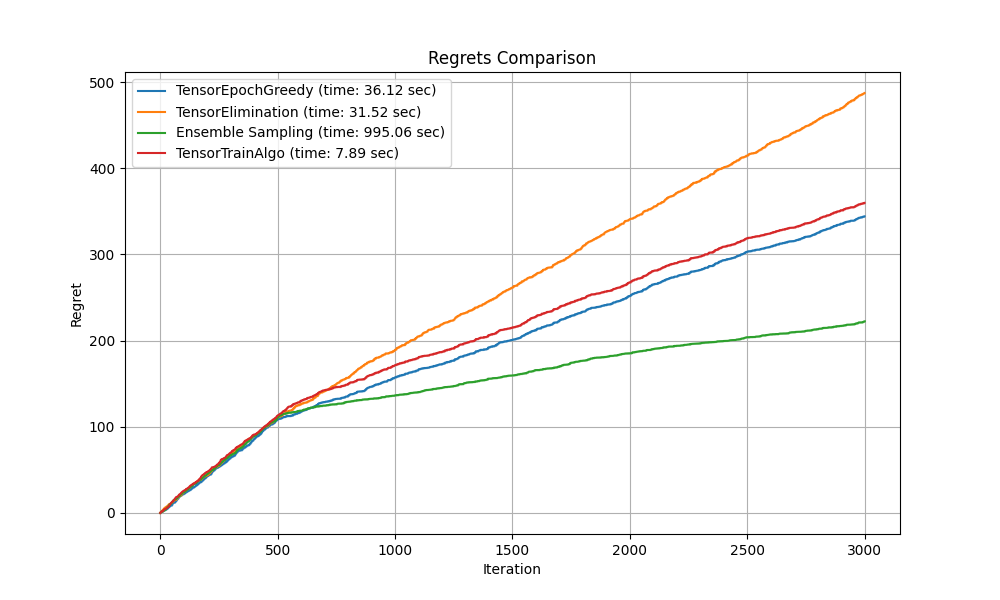 Regrets Comparison
TensorEpochGreedy (time: 36.12 sec)
TensorElimination (time: 31.52 sec)
Ensemble Sampling (time: 995.06 sec)
TensorTrainAlgo (time: 7.89 sec)
500
400
300
200
100
0
Regret
0 500 1000 1500 2000 2500 3000
Iteration